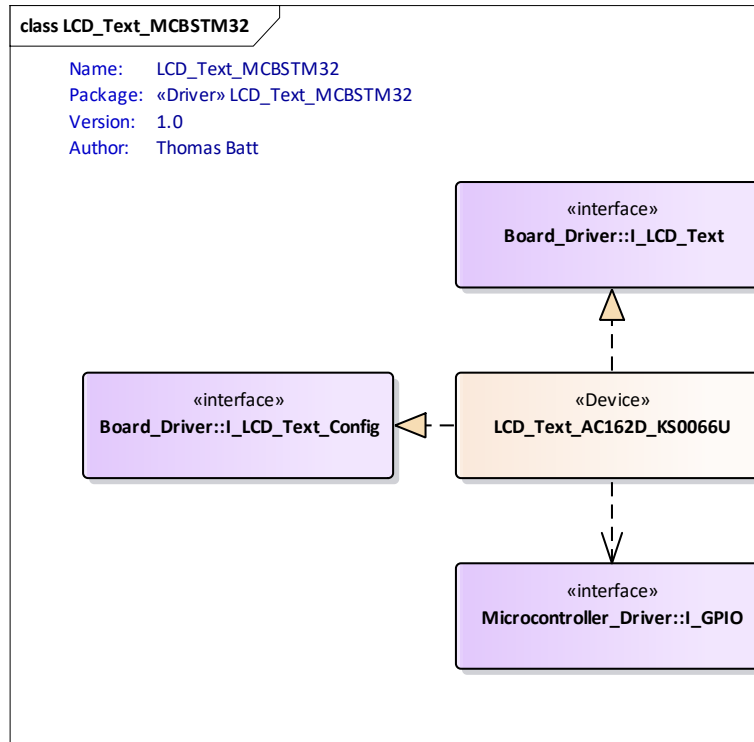 class LCD_Text_MCBSTM32
Name: LCD_Text_MCBSTM32
Package: «Driver» LCD_Text_MCBSTM32
Version: 1.0
Author: Thomas Batt
«interface»
Board_Driver::I_LCD_Text
«interface»
Board_Driver::I_LCD_Text_Config
«Device»
LCD_Text_AC162D_KS0066U
«interface»
Microcontroller_Driver::I_GPIO